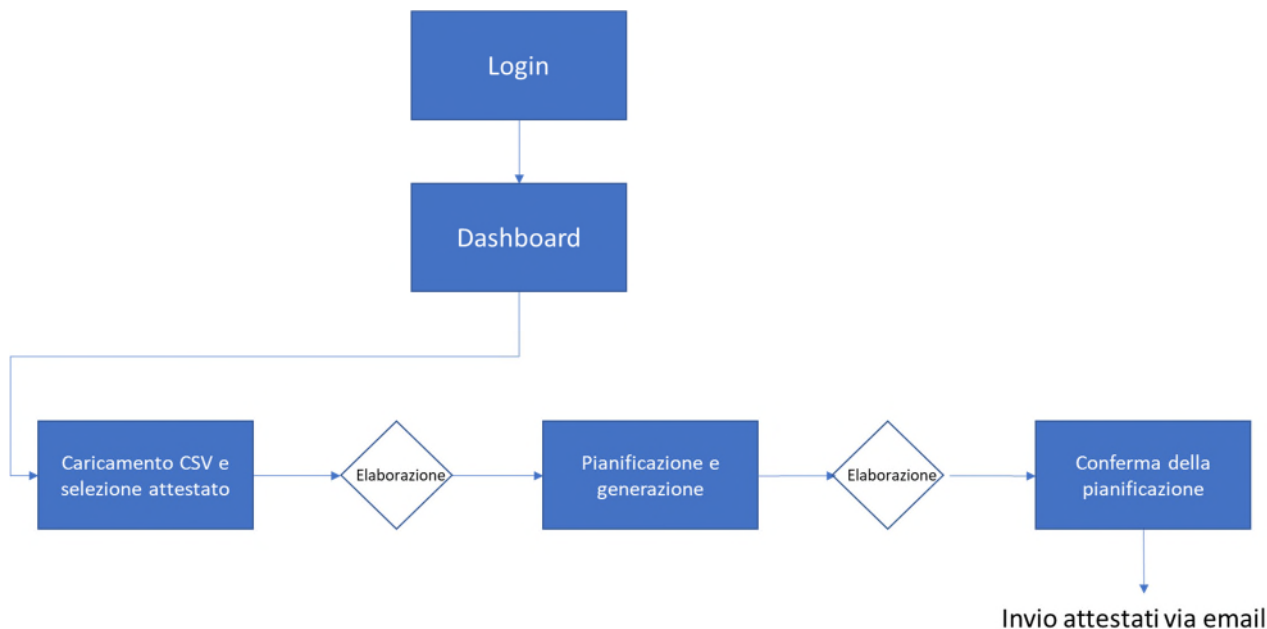 Login
Dashboard
Caricamento CSV e
selezione attestato
Elaborazione
Pianificazione e
generazione
Elaborazione
Conferma della
pianificazione
Invio attestati via email